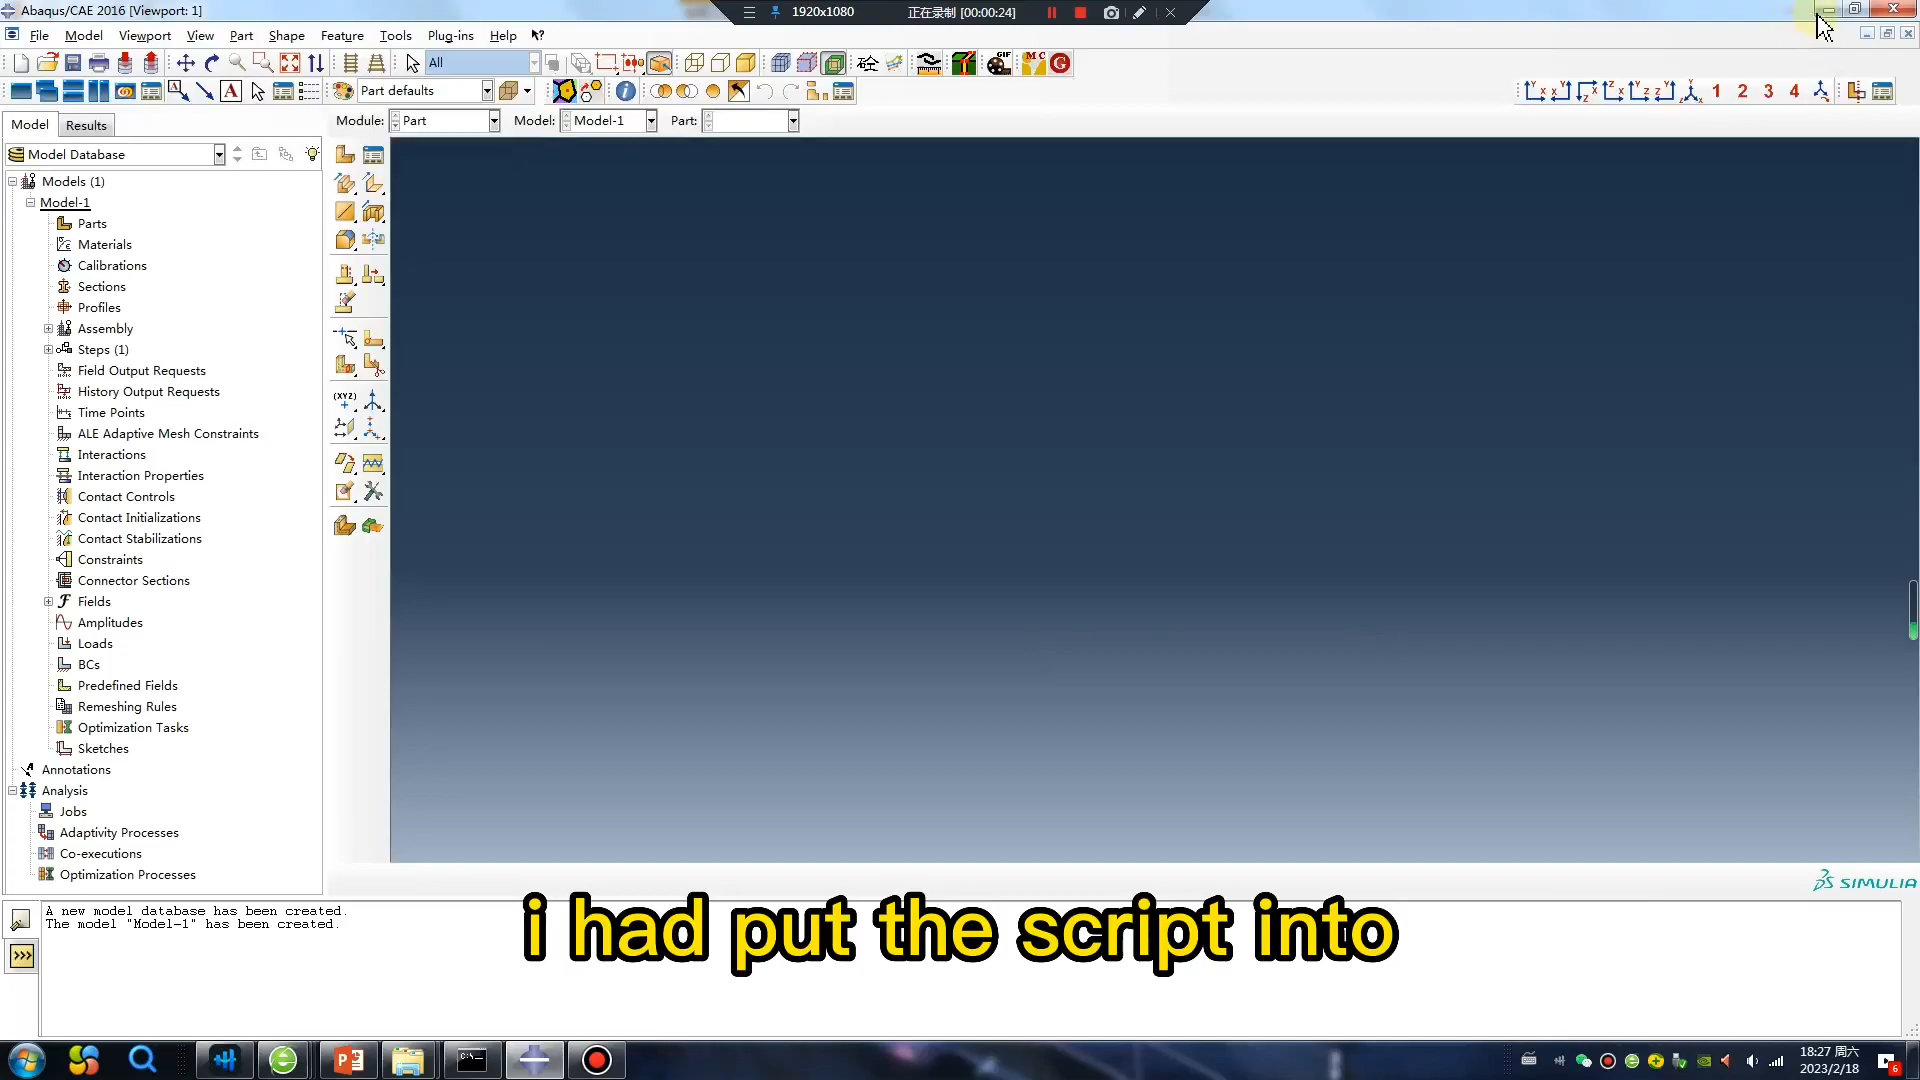 Abaqus/CAE 2016 [Viewport: 1]
1920x1080
正在录制 [00:00:24]
File Model Viewport View Part Shape Feature Tools Plug-ins Help
All
GIF
M C
G
Part defaults
A
1 2 3 4
Model Results
Module: Part Model: Model-1 Part:
Model Database
Models (1)
Model-1
Parts
Materials
Calibrations
Sections
Profiles
Assembly
Steps (1)
Field Output Requests
History Output Requests
Time Points
ALE Adaptive Mesh Constraints
Interactions
Interaction Properties
Contact Controls
Contact Initializations
Contact Stabilizations
Constraints
Connector Sections
Fields
Amplitudes
Loads
BCs
Predefined Fields
Remeshing Rules
Optimization Tasks
Sketches
Annotations
Analysis
Jobs
Adaptivity Processes
Co-executions
Optimization Processes
(XYZ)
SIMULIA
A new model database has been created.
The model "Model-1" has been created.
>>>
i had put the script into
18:27 周六
2023/2/18
6